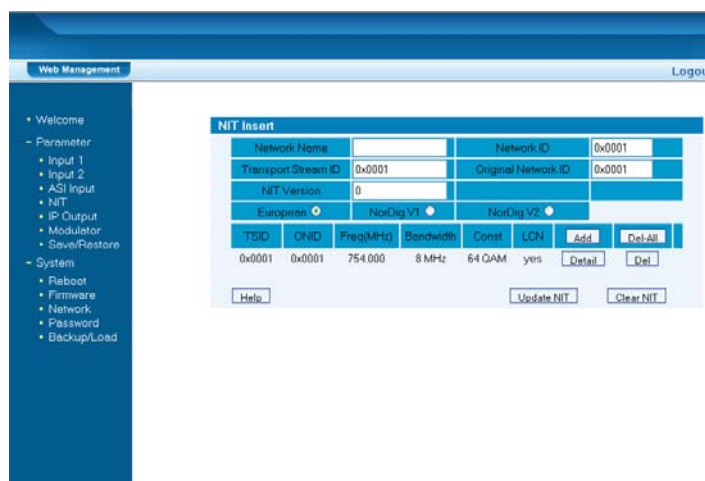 Web Management
Logou
• Welcome
– Parameter
• Input 1
• Input 2
• ASI Input
• NIT
• IP Output
• Modulator
• Save/Restore
– System
• Reboot
• Firmware
• Network
• Password
• Backup/Load
NIT Insert
Network Name Network ID 0x0001
Transport Stream ID 0x0001 Original Network ID 0x0001
NIT Version 0
European NorDig V1 NorDig V2
TSID ONID Freq(MHz) Bandwidth Const LCN Add Del-All
0x0001 0x0001 754.000 8 MHz 64 QAM yes Detail Del
Help Update NIT Clear NIT